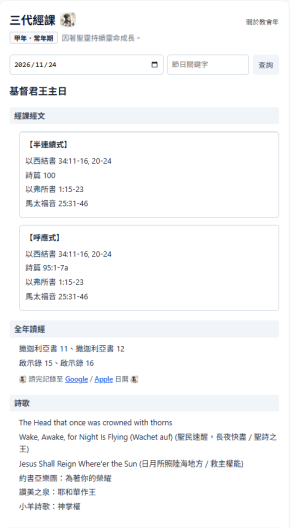 三代經課
關於教會年
甲年・常年期 因著聖靈持續靈命成長。
2026/11/24 節日關鍵字 查詢
基督君王主日
經課經文
【半連續式】
以西結書 34:11-16, 20-24
詩篇 100
以弗所書 1:15-23
馬太福音 25:31-46
【呼應式】
以西結書 34:11-16, 20-24
詩篇 95:1-7a
以弗所書 1:15-23
馬太福音 25:31-46
全年讀經
撒迦利亞書 11、撒迦利亞書 12
啟示錄 15、啟示錄 16
讀完記錄至 Google / Apple 日曆
詩歌
The Head that once was crowned with thorns
Wake, Awake, for Night Is Flying (Wachet auf) (聖民速醒，長夜快盡 / 聖詩之
王)
Jesus Shall Reign Where'er the Sun (日月所照陸海地方 / 救主權能)
約書亞樂團：為著你的榮耀
讚美之泉：耶和華作王
小羊詩歌：神掌權